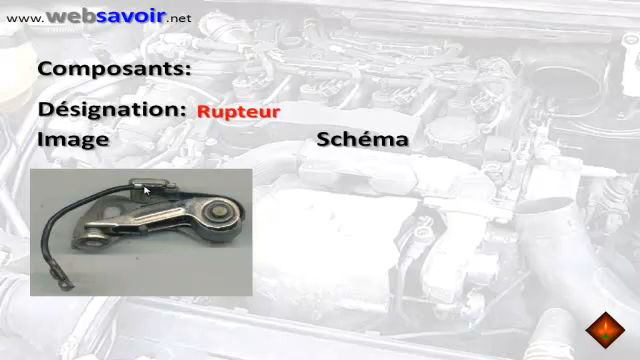 www.websavoir.net
Composants:
Désignation: Rupteur
Image
Schéma